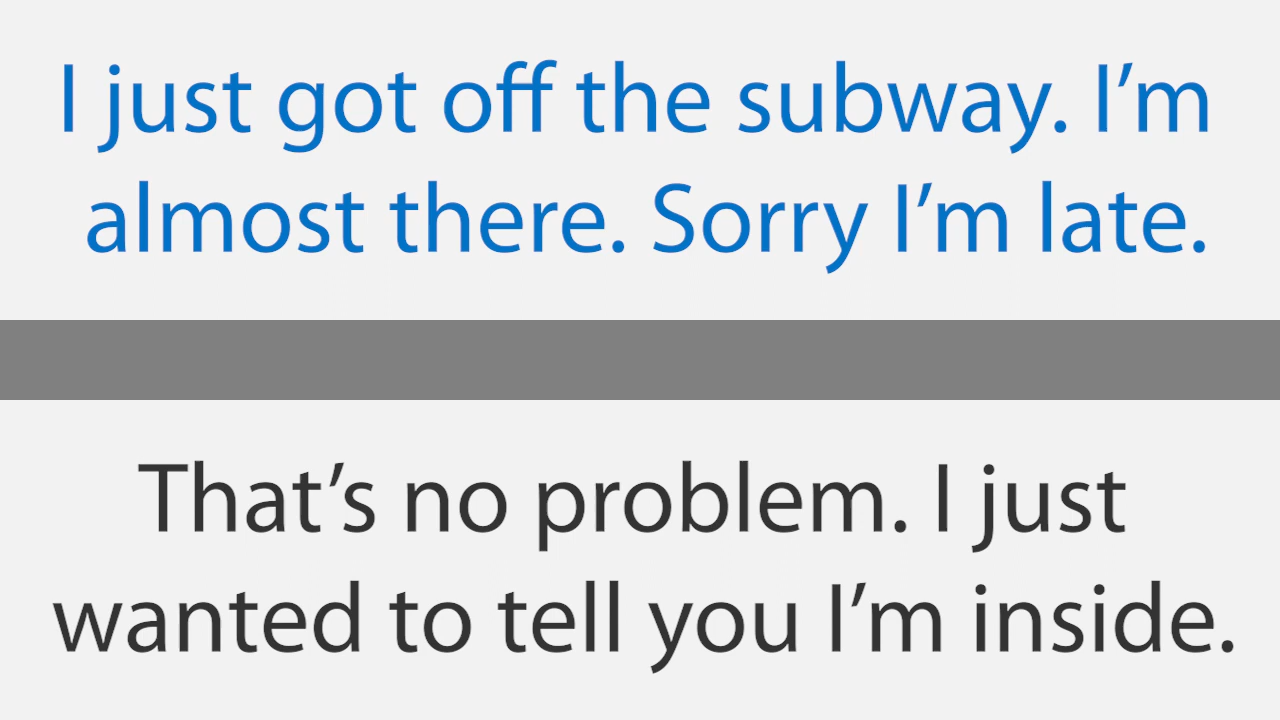 I just got off the subway. I’m
almost there. Sorry I’m late.
That’s no problem. I just
wanted to tell you I’m inside.